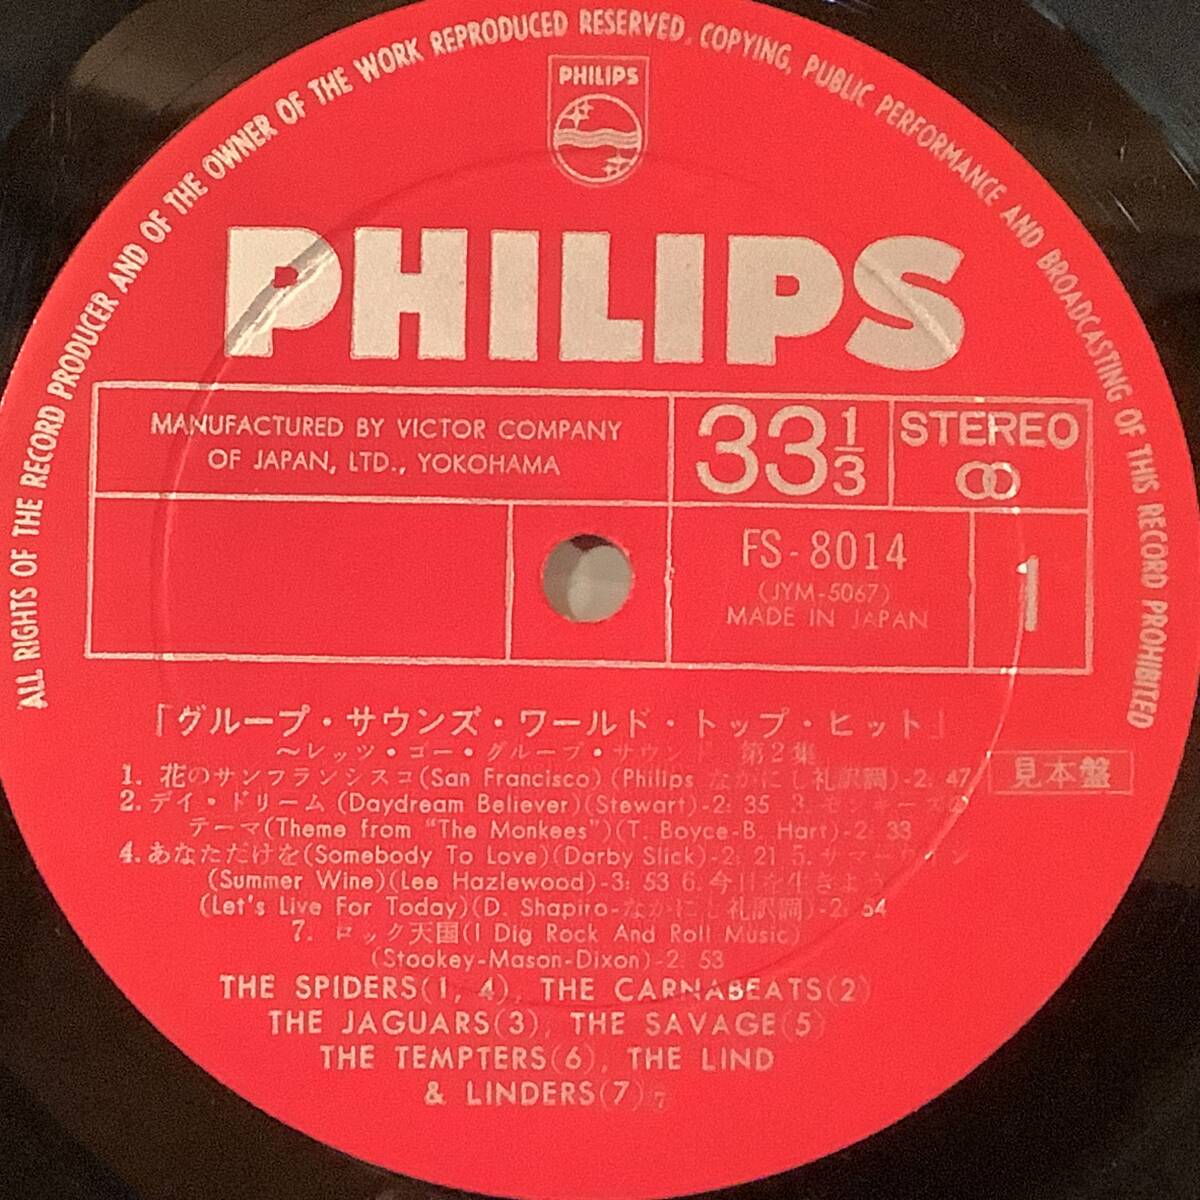 ALL RIGHTS OF THE RECORD PRODUCER AND OF THE OWNER OF THE WORK REPRODUCED RESERVED. COPYING, PUBLIC PERFORMANCE AND BROADCASTING OF THIS RECORD PROHIBITED
PHILIPS
PHILIPS
MANUFACTURED BY VICTOR COMPANY
OF JAPAN, LTD., YOKOHAMA
33 1/3
STEREO
FS-8014
(JYM-5067)
MADE IN JAPAN
1
「グループ・サウンズ・ワールド・トップ・ヒット」
～レッツ・ゴー・グループ・サウンド 第2集
見本盤
1. 花のサンフランシスコ(San Francisco)(Philips なかにし礼訳詞)-2:47
2. デイ・ドリーム(Daydream Believer)(Stewart)-2:35 3. モンキーズの
テーマ(Theme from "The Monkees")(T. Boyce-B. Hart)-2:33
4. あなただけを(Somebody To Love)(Darby Slick)-2:21 5. サマーワイン
(Summer Wine)(Lee Hazlewood)-3:53 6. 今日を生きよう
(Let's Live For Today)(D. Shapiro-なかにし礼訳詞)-2:54
7. ロック天国(I Dig Rock And Roll Music)
(Stookey-Mason-Dixon)-2:53
THE SPIDERS(1, 4), THE CARNABEATS(2)
THE JAGUARS(3), THE SAVAGE(5)
THE TEMPTERS(6), THE LIND
& LINDERS(7) 7